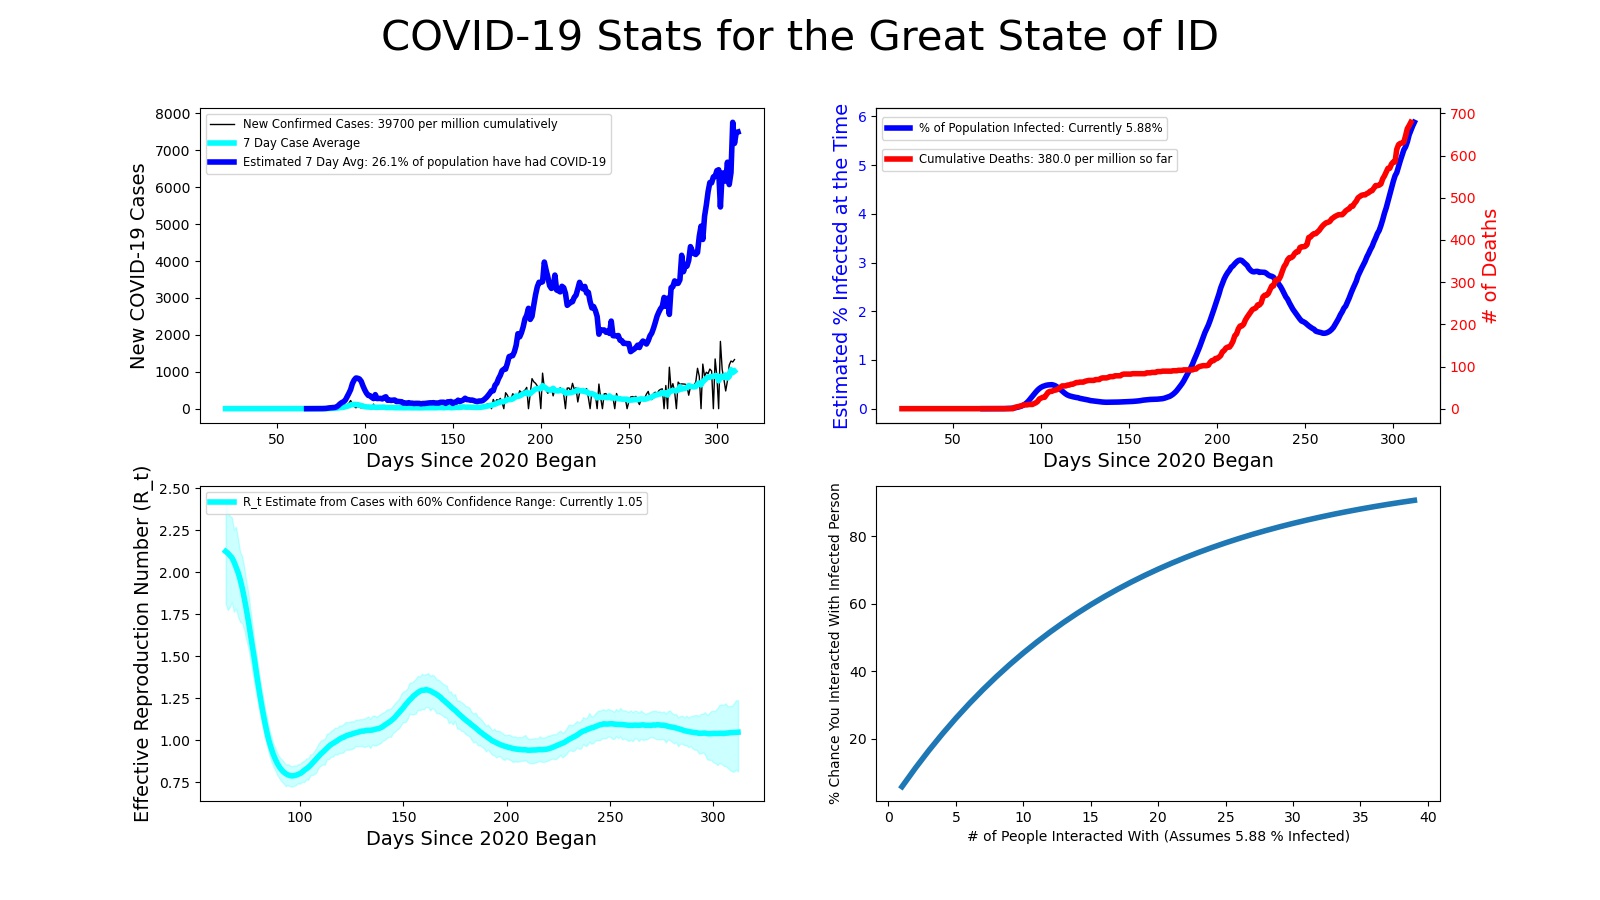 COVID-19 Stats for the Great State of ID
New COVID-19 Cases
8000
7000
6000
5000
4000
3000
2000
1000
0
New Confirmed Cases: 39700 per million cumulatively
7 Day Case Average
Estimated 7 Day Avg: 26.1% of population have had COVID-19
50 100 150 200 250 300
Days Since 2020 Began
Estimated % Infected at the Time
6
5
4
3
2
1
0
% of Population Infected: Currently 5.88%
Cumulative Deaths: 380.0 per million so far
700
600
500
400
300
200
100
0
# of Deaths
50 100 150 200 250 300
Days Since 2020 Began
Effective Reproduction Number (R_t)
2.50
2.25
2.00
1.75
1.50
1.25
1.00
0.75
R_t Estimate from Cases with 60% Confidence Range: Currently 1.05
100 150 200 250 300
Days Since 2020 Began
% Chance You Interacted With Infected Person
80
60
40
20
0 5 10 15 20 25 30 35 40
# of People Interacted With (Assumes 5.88 % Infected)